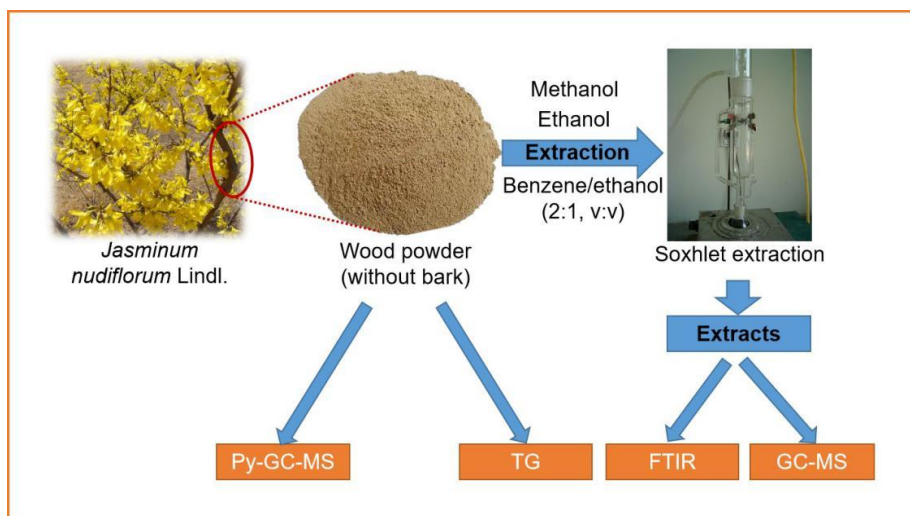 Methanol
Ethanol
Extraction
Benzene/ethanol
(2:1, v:v)
Jasminum
nudiflorum Lindl.
Wood powder
(without bark)
Soxhlet extraction
Extracts
Py-GC-MS
TG
FTIR
GC-MS